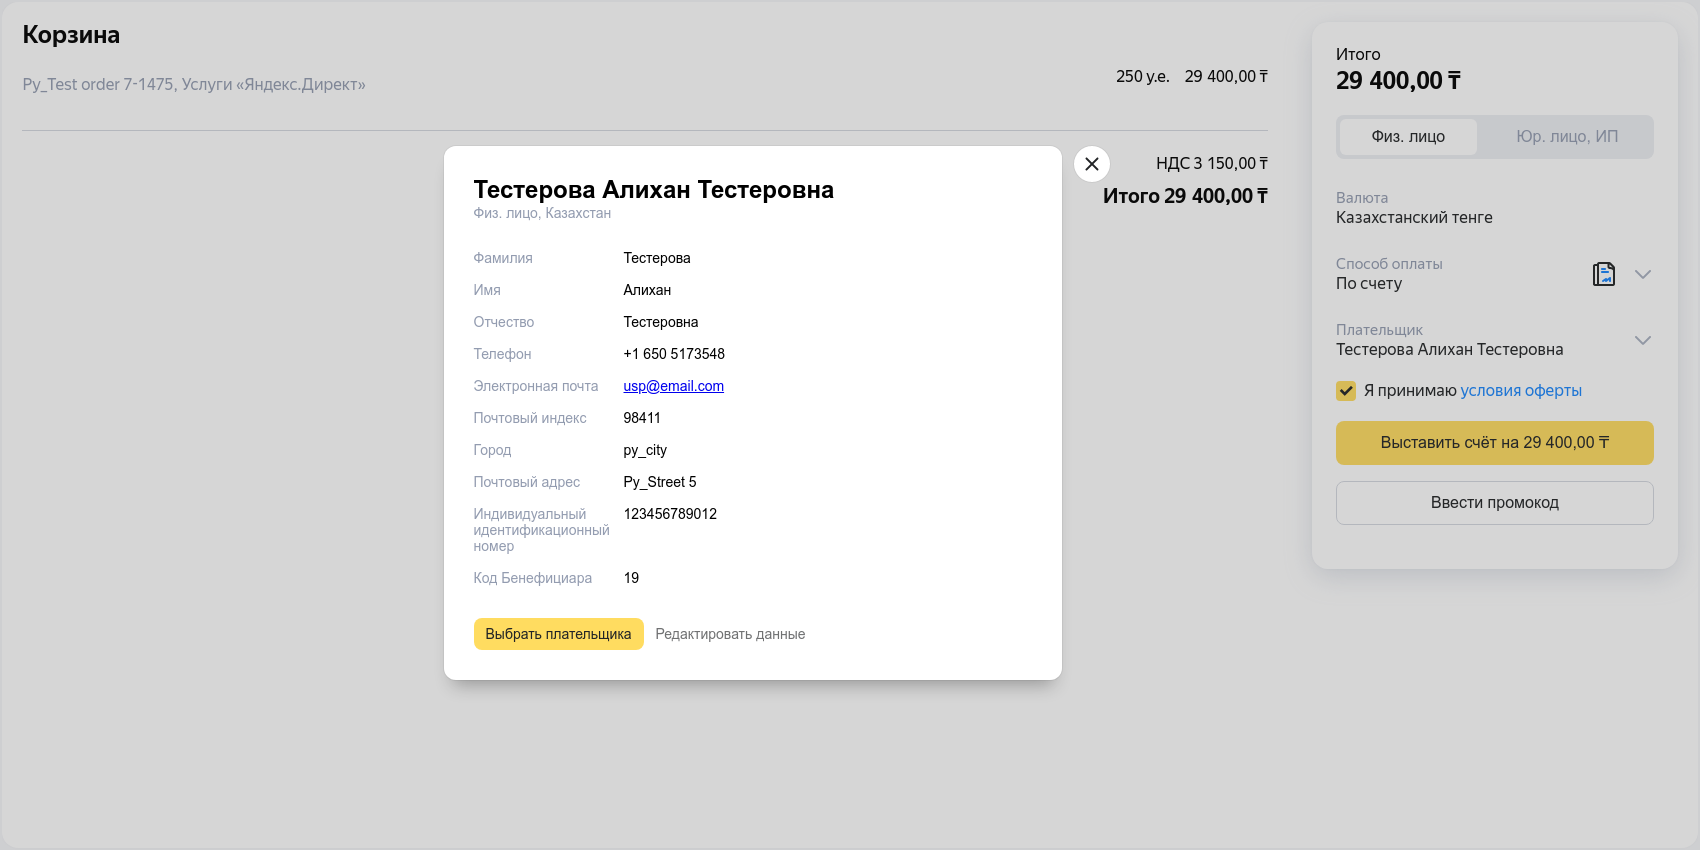 Корзина
Py_Test order 7-1475, Услуги «Яндекс.Директ»
250 у.е. 29 400,00 ₸
НДС 3 150,00 ₸
Итого 29 400,00 ₸
Тестерова Алихан Тестеровна
Физ. лицо, Казахстан
Фамилия Тестерова
Имя Алихан
Отчество Тестеровна
Телефон +1 650 5173548
Электронная почта usp@email.com
Почтовый индекс 98411
Город py_city
Почтовый адрес Py_Street 5
Индивидуальный 123456789012
идентификационный
номер
Код Бенефициара 19
Выбрать плательщика Редактировать данные
Итого
29 400,00 ₸
Физ. лицо Юр. лицо, ИП
Валюта
Казахстанский тенге
Способ оплаты
По счету
Плательщик
Тестерова Алихан Тестеровна
Я принимаю условия оферты
Выставить счёт на 29 400,00 ₸
Ввести промокод